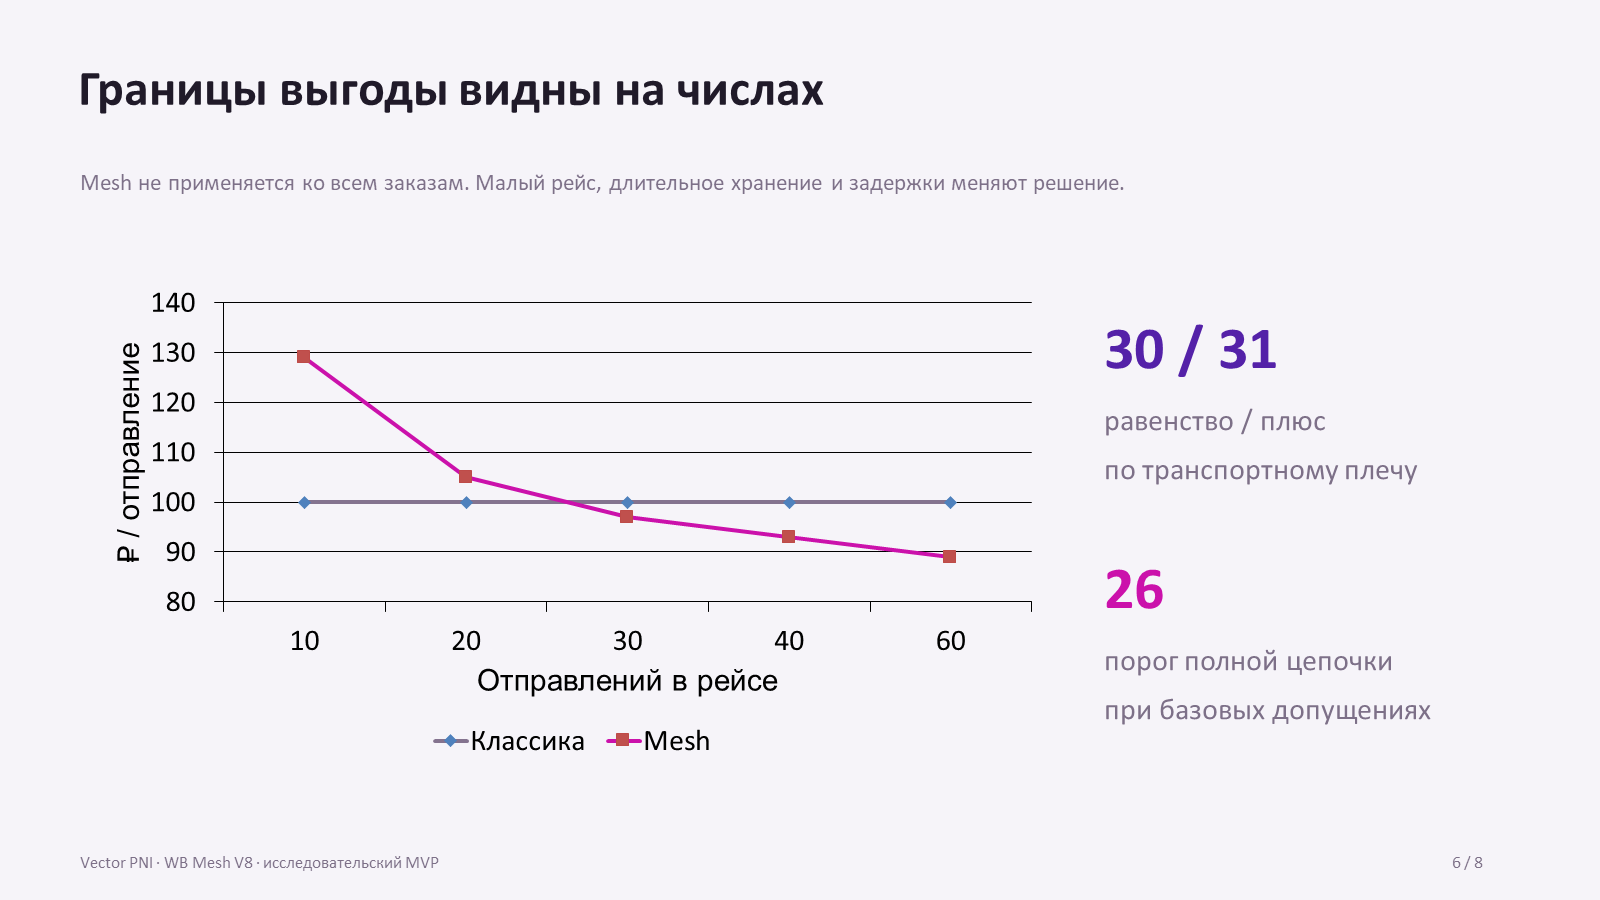 Границы выгоды видны на числах
Mesh не применяется ко всем заказам. Малый рейс, длительное хранение и задержки меняют решение.
140
130
120
110
100
90
80
₽ / отправление
10 20 30 40 60
Отправлений в рейсе
Классика Mesh
30 / 31
равенство / плюс
по транспортному плечу
26
порог полной цепочки
при базовых допущениях
Vector PNI · WB Mesh V8 · исследовательский MVP
6 / 8